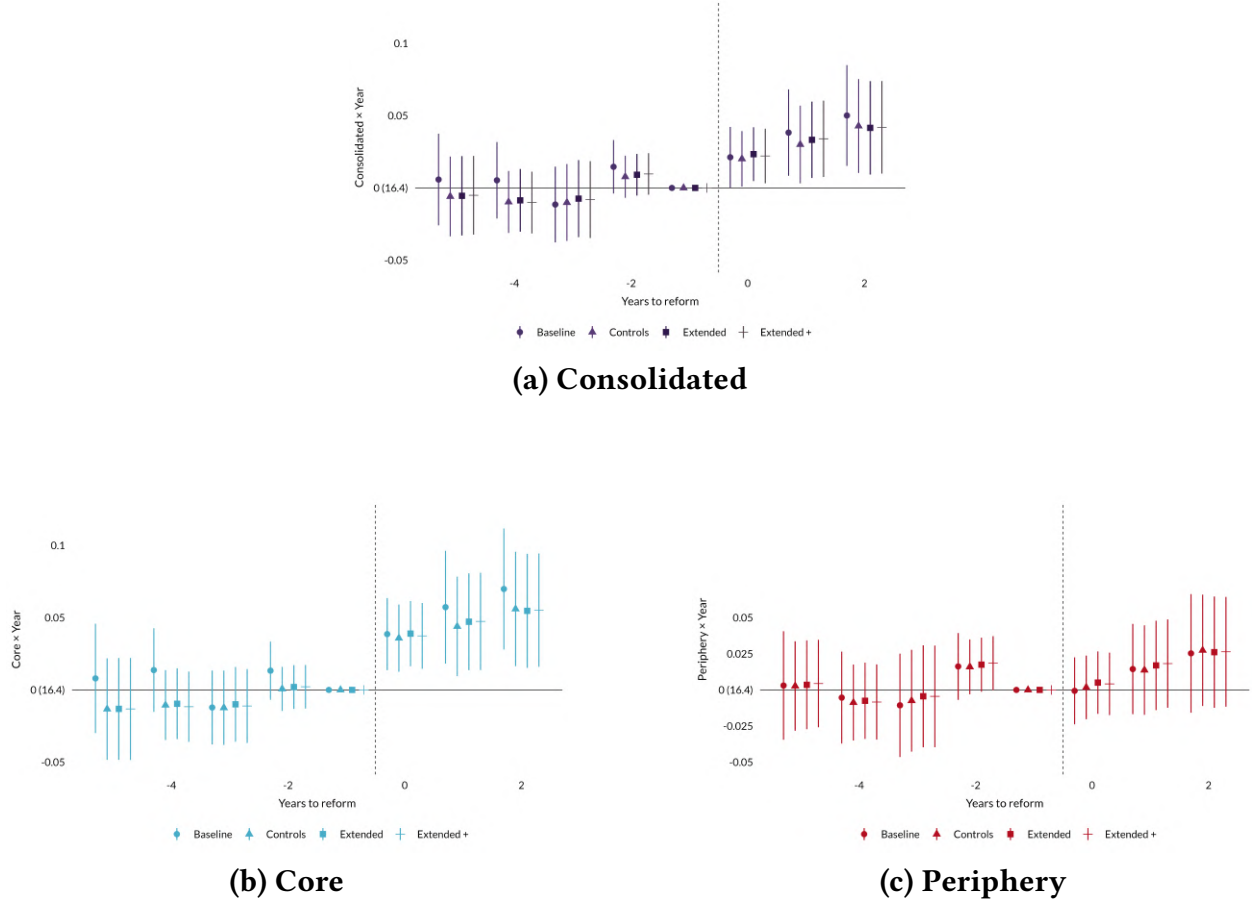 0.1
0.05
0 (16.4)
-0.05
Consolidated × Year
-4 -2 0 2
Years to reform
Baseline Controls Extended Extended +
(a) Consolidated
0.1
0.05
0 (16.4)
-0.05
Core × Year
-4 -2 0 2
Years to reform
Baseline Controls Extended Extended +
(b) Core
0.05
0.025
0 (16.4)
-0.025
-0.05
Periphery × Year
-4 -2 0 2
Years to reform
Baseline Controls Extended Extended +
(c) Periphery